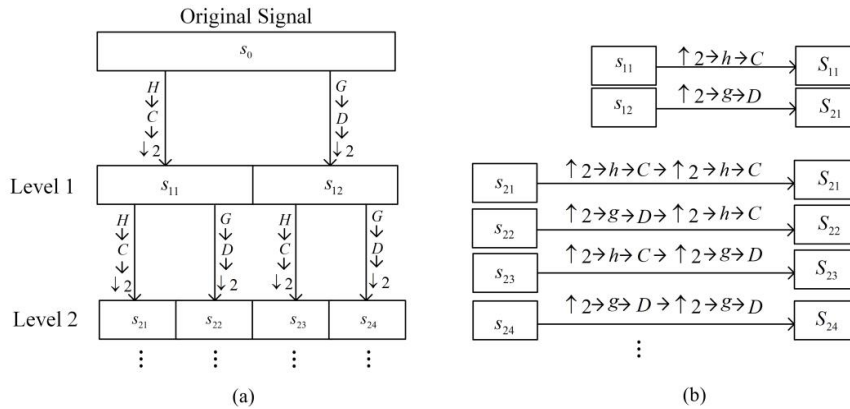 Original Signal
s0
H
C
↓2
G
D
↓2
Level 1
s11
s12
H
C
↓2
G
D
↓2
H
C
↓2
G
D
↓2
Level 2
s21
s22
s23
s24
⋮ ⋮ ⋮ ⋮
(a)
s11 ↑2→h→C S11
s12 ↑2→g→D S21
s21 ↑2→h→C→↑2→h→C S21
s22 ↑2→g→D→↑2→h→C S22
s23 ↑2→h→C→↑2→g→D S23
s24 ↑2→g→D→↑2→g→D S24
⋮
(b)